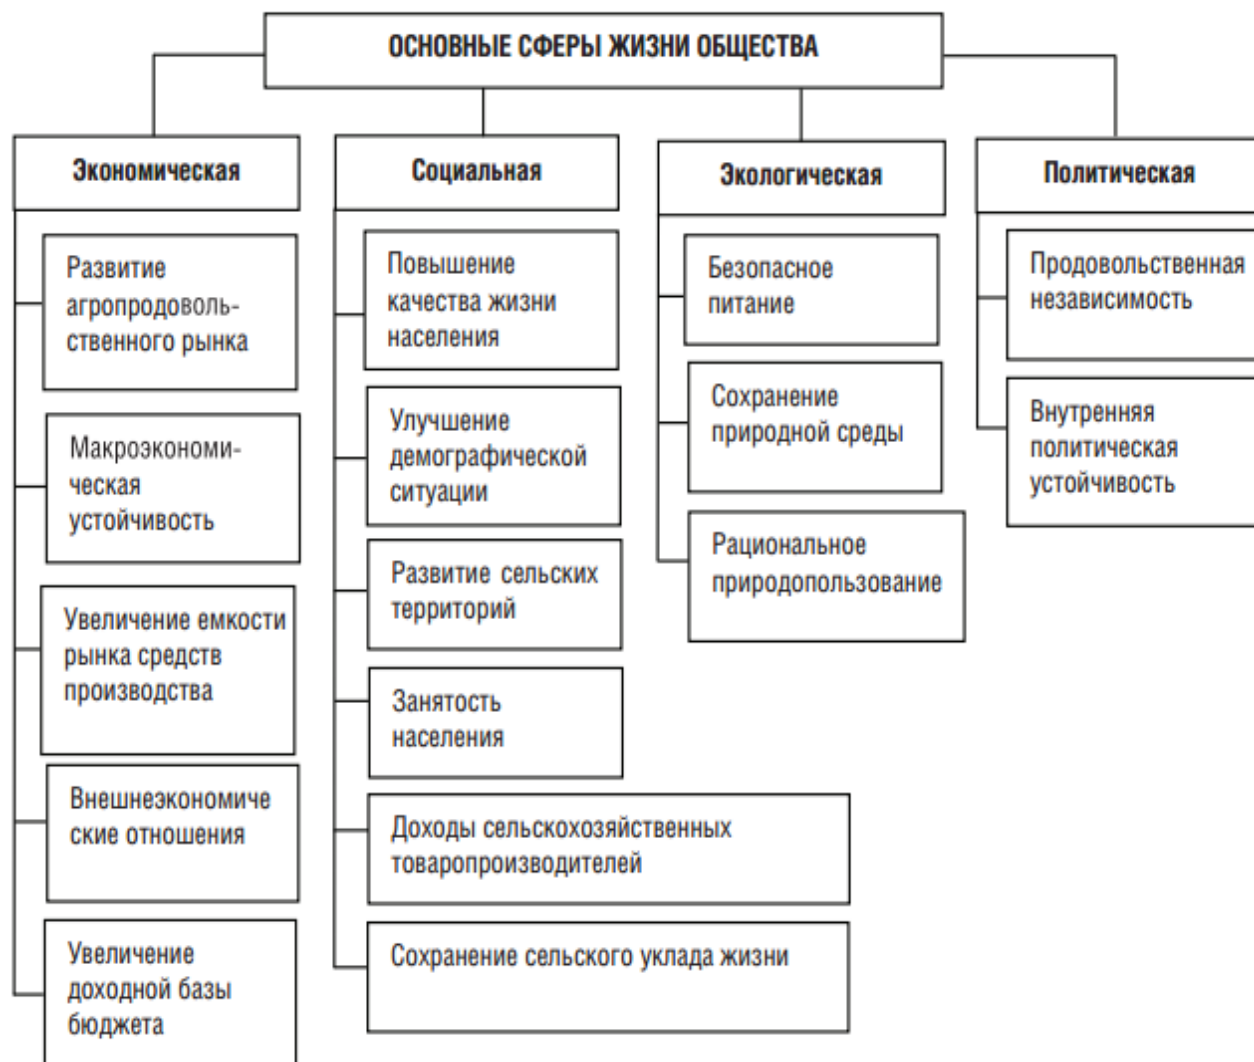 ОСНОВНЫЕ СФЕРЫ ЖИЗНИ ОБЩЕСТВА
Экономическая
Развитие
агропродоволь-
ственного рынка
Макроэкономи-
ческая
устойчивость
Увеличение емкости
рынка средств
производства
Внешнеэкономиче
ские отношения
Увеличение
доходной базы
бюджета
Социальная
Повышение
качества жизни
населения
Улучшение
демографической
ситуации
Развитие сельских
территорий
Занятость
населения
Доходы сельскохозяйственных
товаропроизводителей
Сохранение сельского уклада жизни
Экологическая
Безопасное
питание
Сохранение
природной среды
Рациональное
природопользование
Политическая
Продовольственная
независимость
Внутренняя
политическая
устойчивость